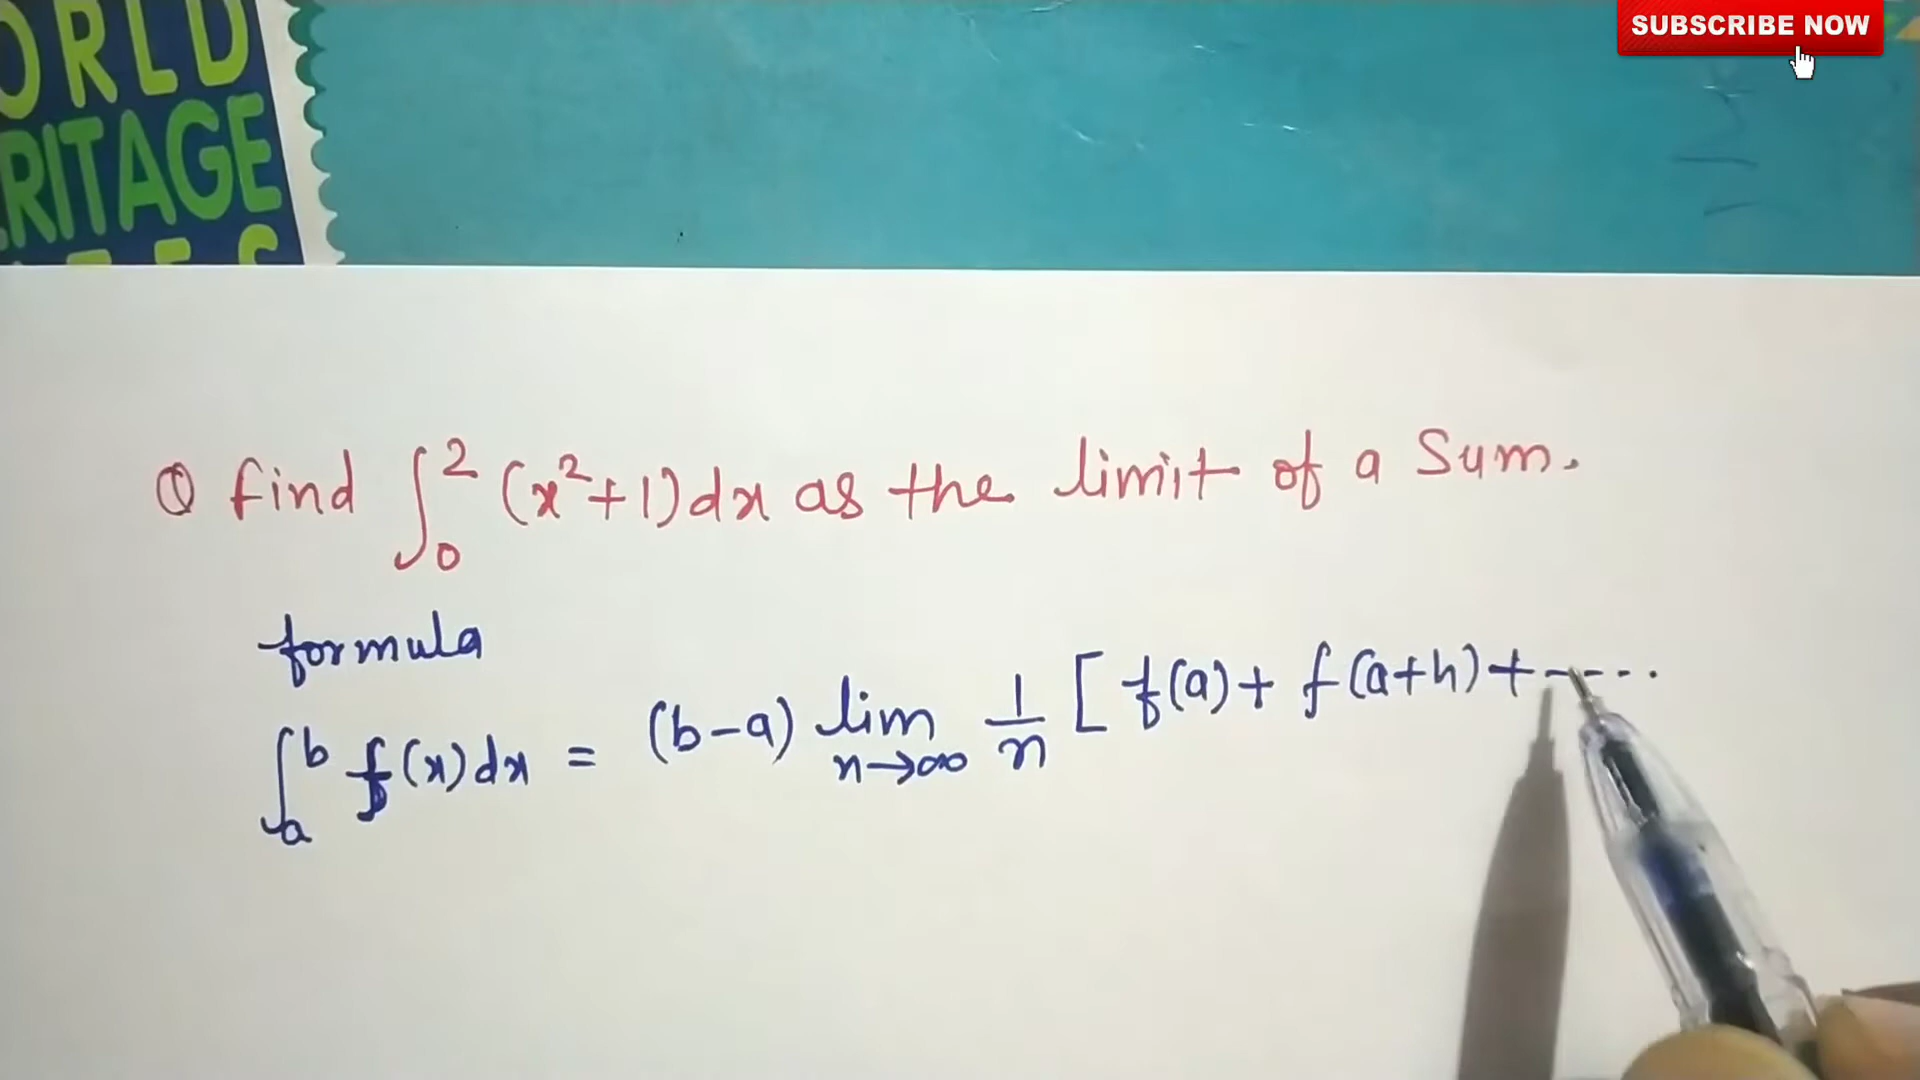 SUBSCRIBE NOW
ORLD
RITAGE
Q find ∫₀² (x²+1)dx as the limit of a Sum.
formula
∫ₐᵇ f(x)dx = (b-a) lim n→∞ 1/n [ f(a)+ f(a+h)+-----